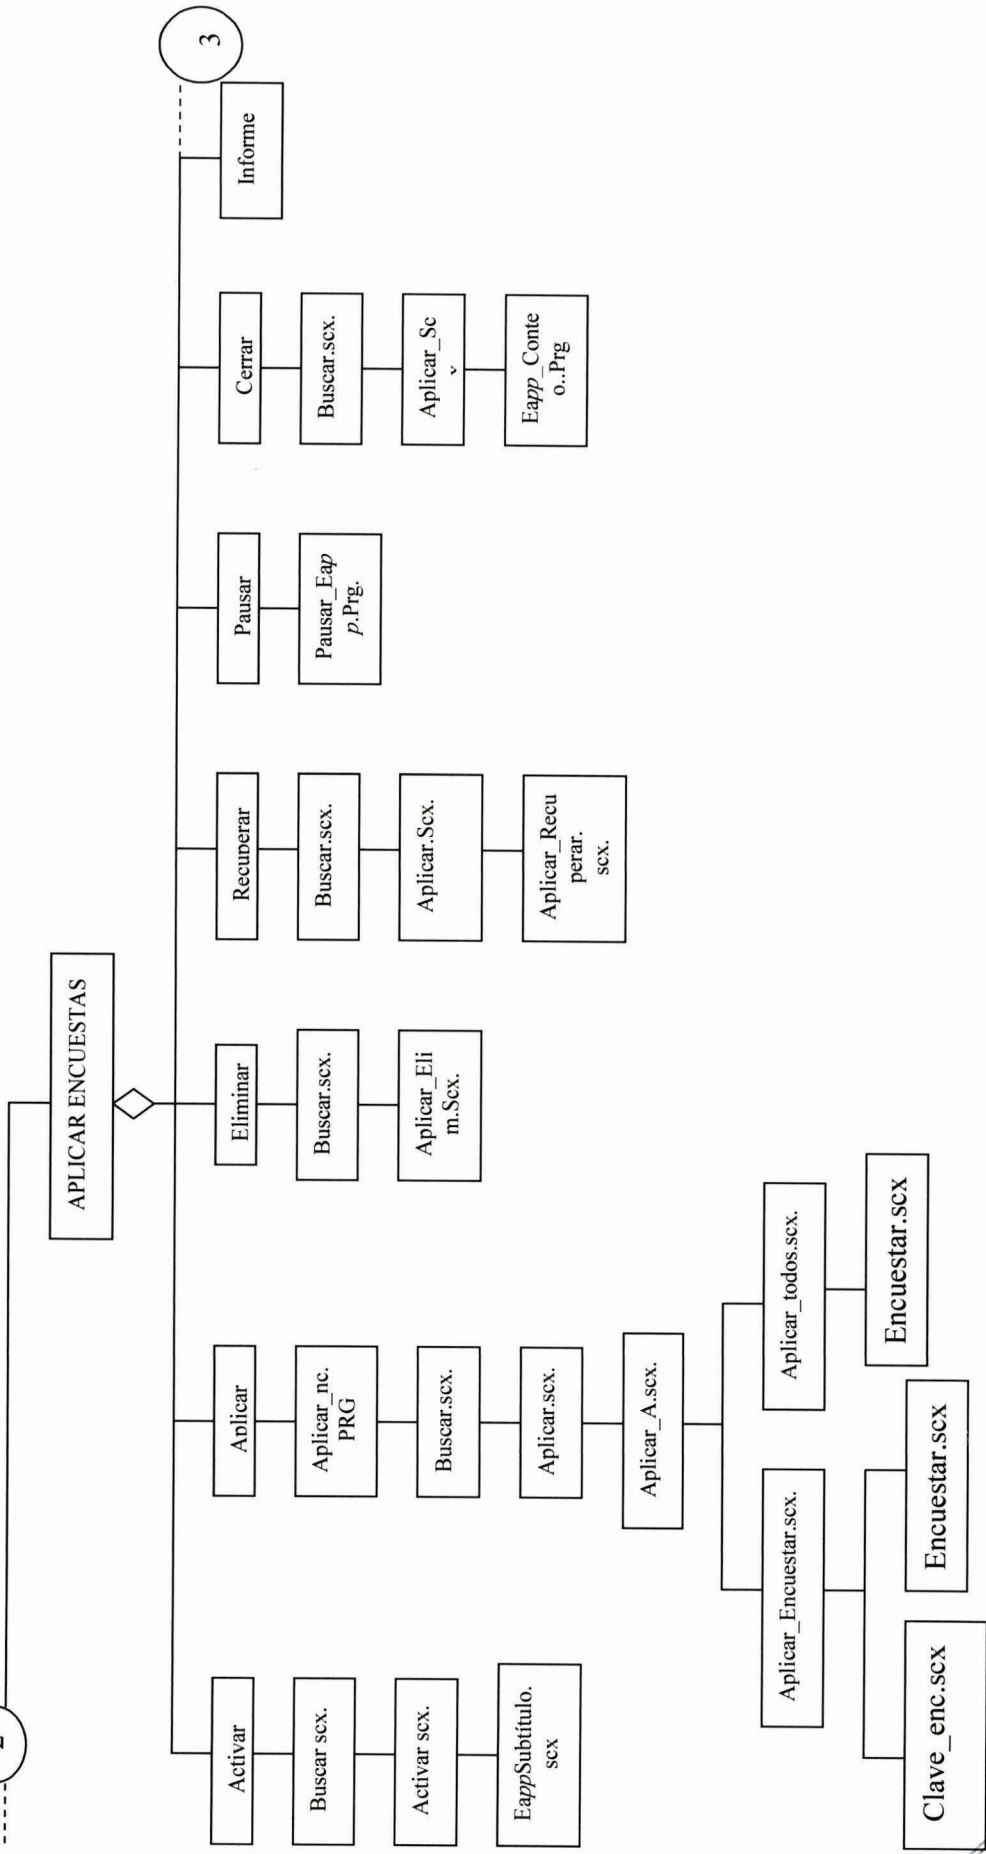 APLICAR ENCUESTAS
Activar
Buscar scx.
Activar scx.
EappSubtítulo.
scx
Aplicar
Aplicar_nc.
PRG
Buscar.scx.
Aplicar.scx.
Aplicar_A.scx.
Aplicar_Encuestar.scx.
Clave_enc.scx
Encuestar.scx
Aplicar_todos.scx.
Encuestar.scx
Eliminar
Buscar.scx.
Aplicar_Eli
m.Scx.
Recuperar
Buscar.scx.
Aplicar.Scx.
Aplicar_Recu
perar.
scx.
Pausar
Pausar_Eap
p.Prg.
Cerrar
Buscar.scx.
Aplicar_Sc
Eapp_Conte
o..Prg
Informe
3